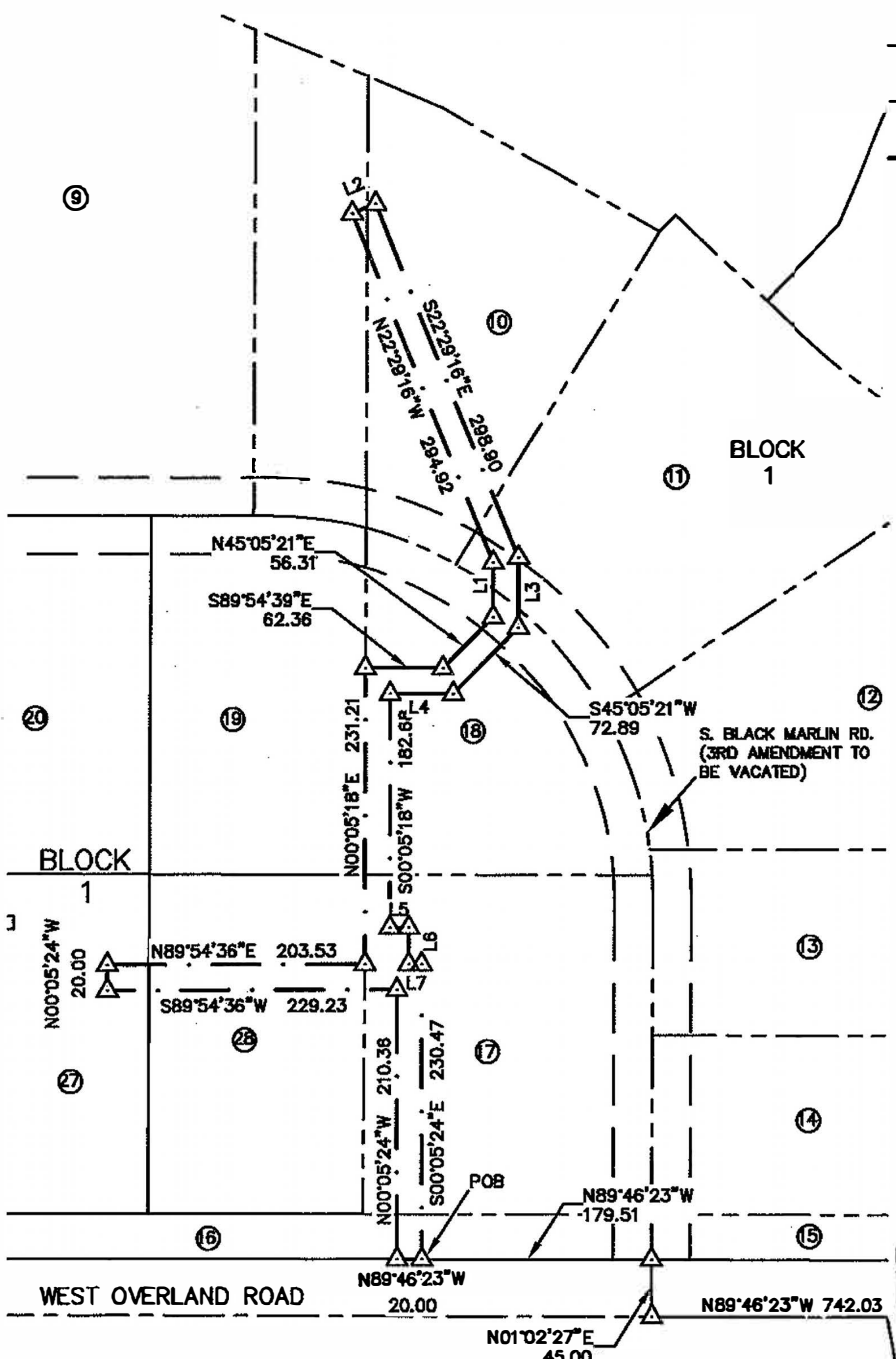 9
L2
10
S22°29'16"E 298.90
N22°29'16"W 294.92
BLOCK
1
11
N45°05'21"E
56.31
S89°54'39"E
62.36
L1
L3
L4
S45°05'21"W
72.89
20
19
18
12
S. BLACK MARLIN RD.
(3RD AMENDMENT TO
BE VACATED)
N00°05'18"E 231.21
S00°05'18"W
BLOCK
1
L6
L7
N00°05'24"W
20.00
N89°54'36"E 203.53
S89°54'36"W 229.23
13
28
27
17
14
N00°05'24"W 210.38
S00°05'24"E 230.47
POB
N89°46'23"W
179.51
16
15
N89°46'23"W
20.00
WEST OVERLAND ROAD
N89°46'23"W 742.03
N01°02'27"E
45.00